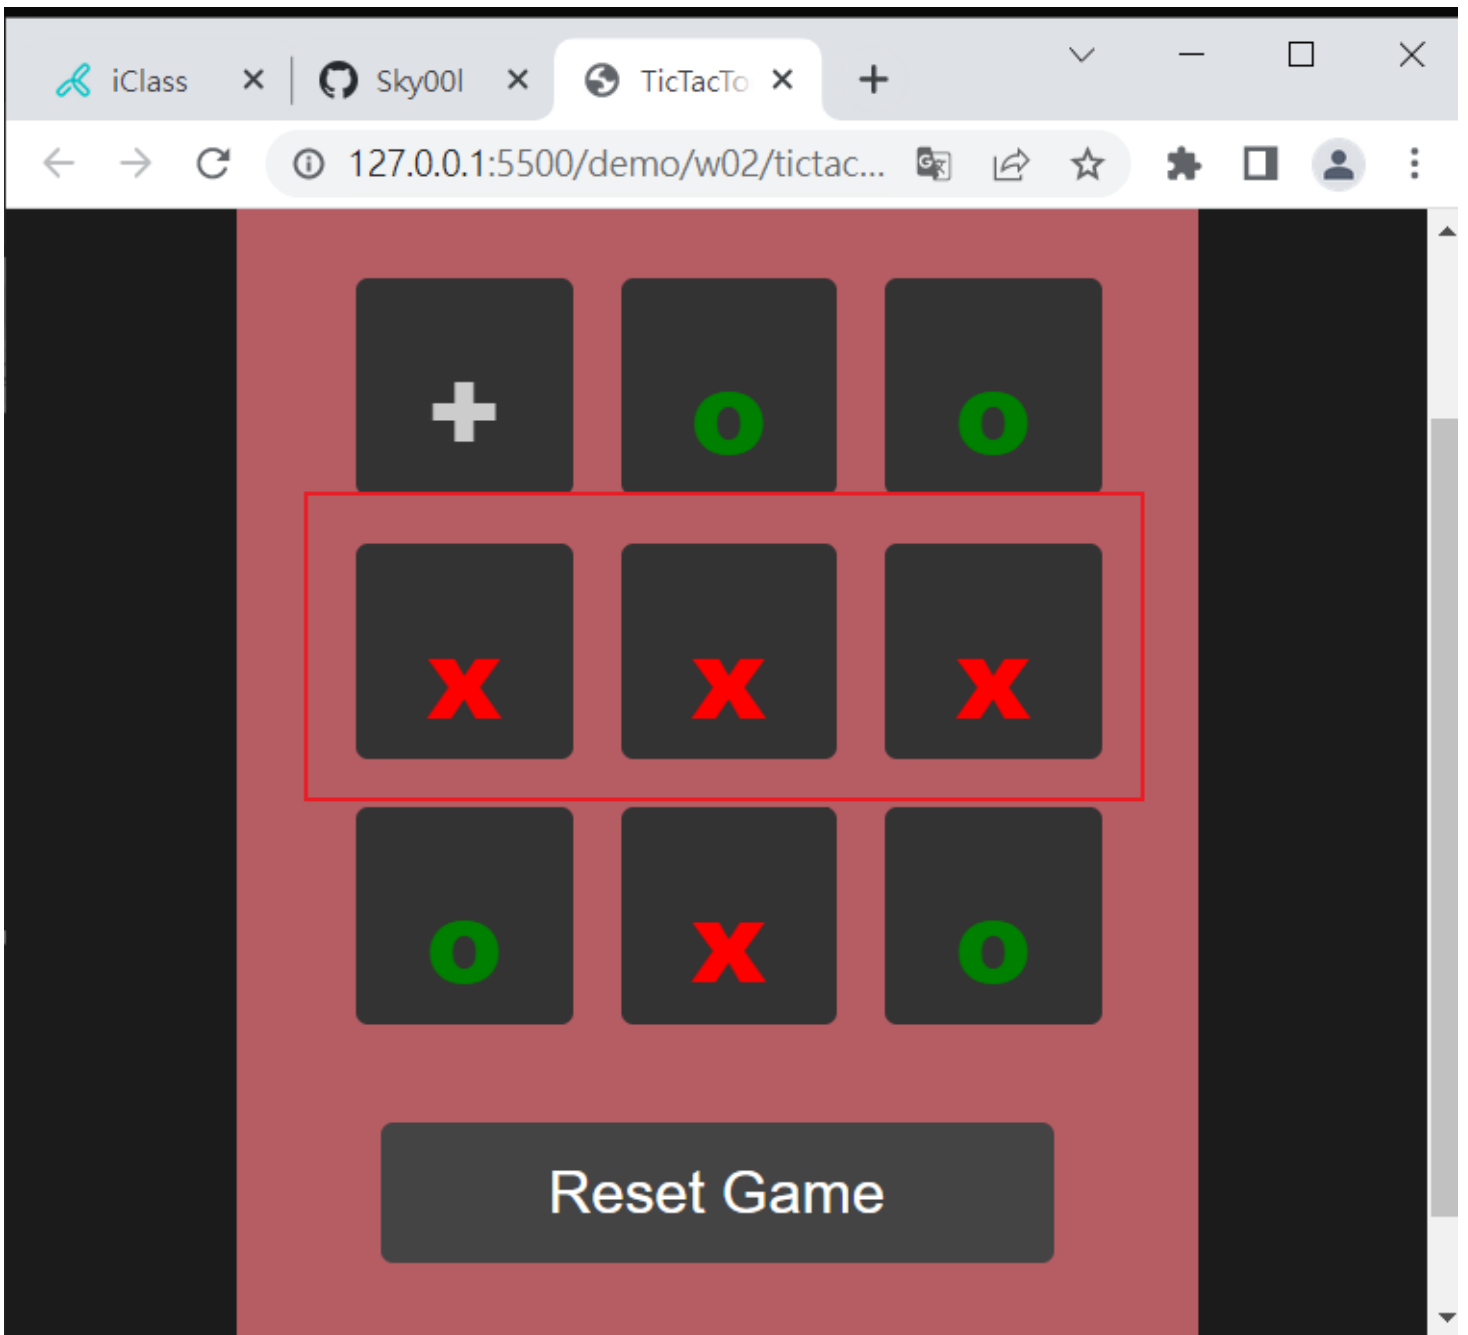 iClass Sky00l TicTacTo
127.0.0.1:5500/demo/w02/tictac...
+ o o
x x x
o x o
Reset Game